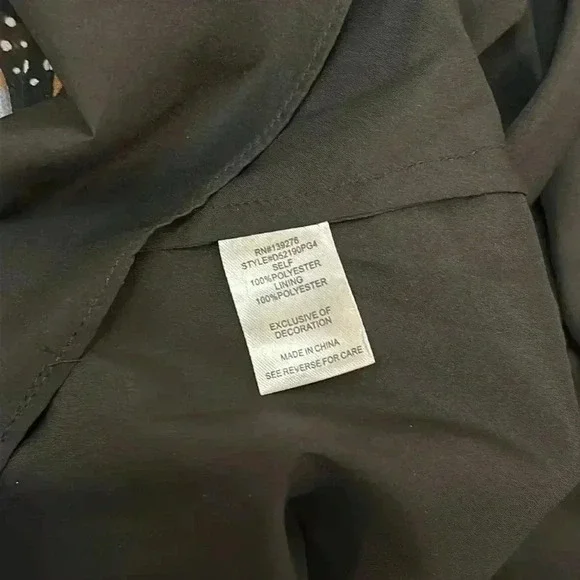 RN#139276
STYLE#D52190PG4
SELF
100%POLYESTER
LINING
100%POLYESTER
EXCLUSIVE OF
DECORATION
MADE IN CHINA
SEE REVERSE FOR CARE